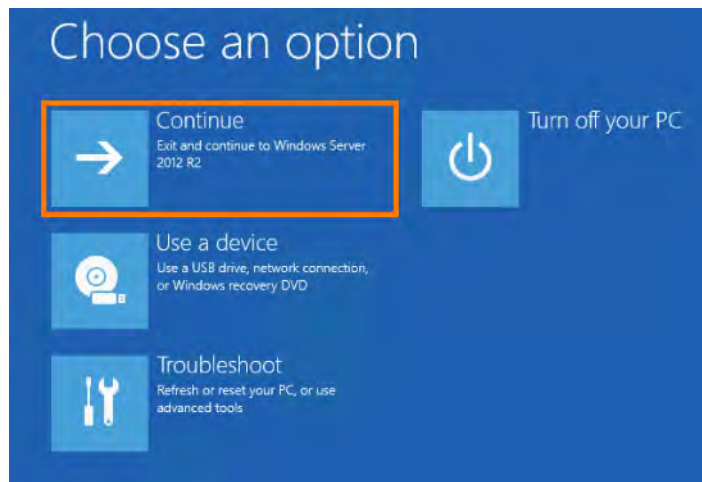 Choose an option
Continue
Exit and continue to Windows Server
2012 R2
Turn off your PC
Use a device
Use a USB drive, network connection,
or Windows recovery DVD
Troubleshoot
Refresh or reset your PC, or use
advanced tools